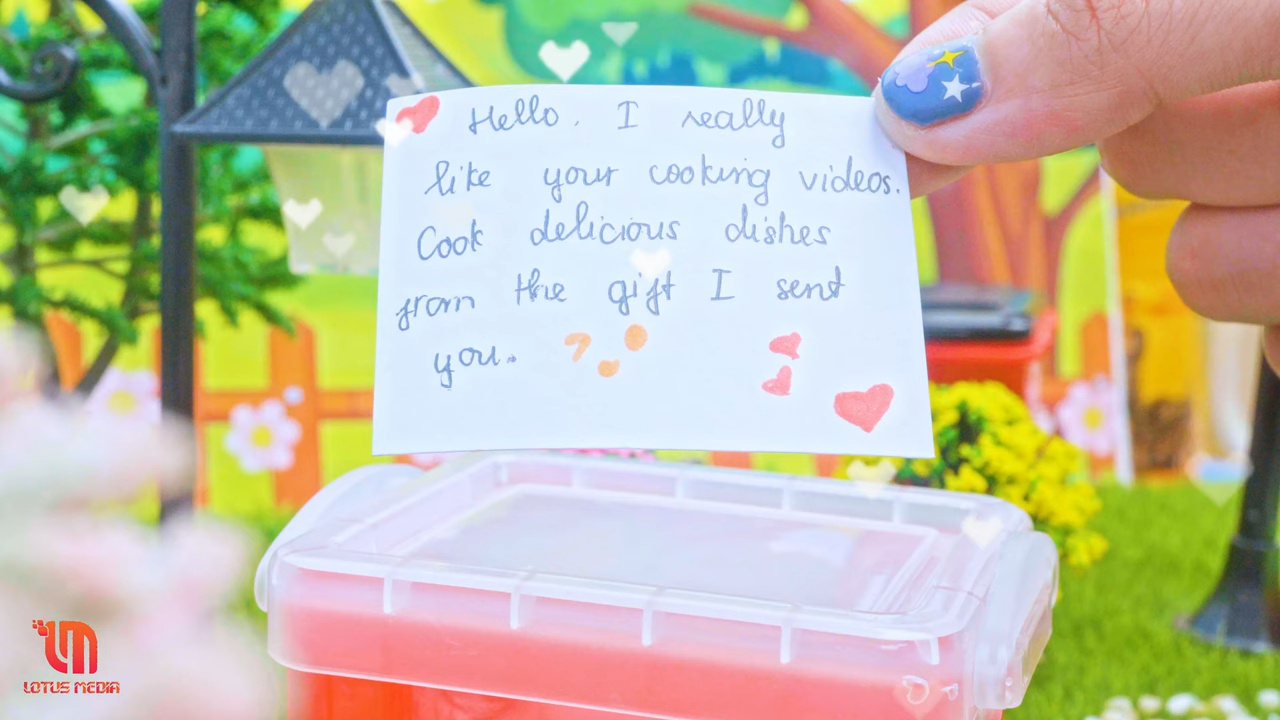 Hello. I really
like your cooking videos.
Cook delicious dishes
from the gift I sent
you.
LOTUS MEDIA